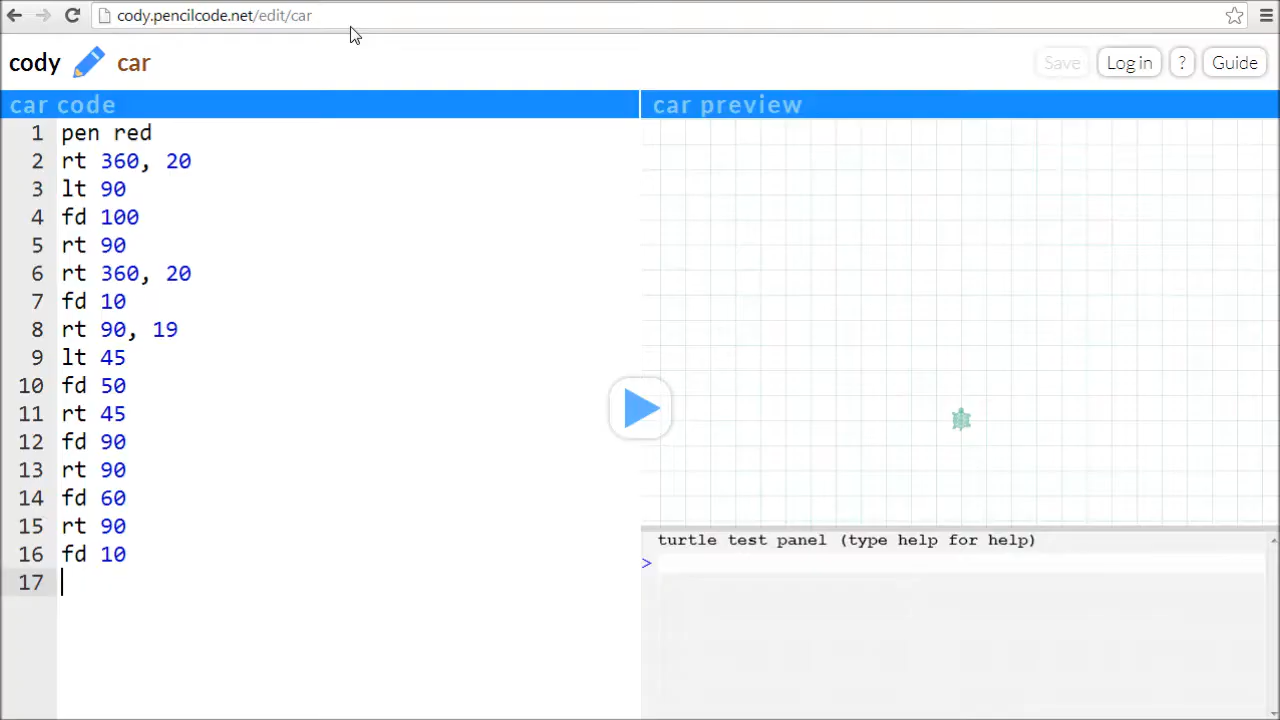 cody.pencilcode.net/edit/car
cody car Save Log in ? Guide
car code
car preview
1 pen red
2 rt 360, 20
3 lt 90
4 fd 100
5 rt 90
6 rt 360, 20
7 fd 10
8 rt 90, 19
9 lt 45
10 fd 50
11 rt 45
12 fd 90
13 rt 90
14 fd 60
15 rt 90
16 fd 10
17
turtle test panel (type help for help)
>